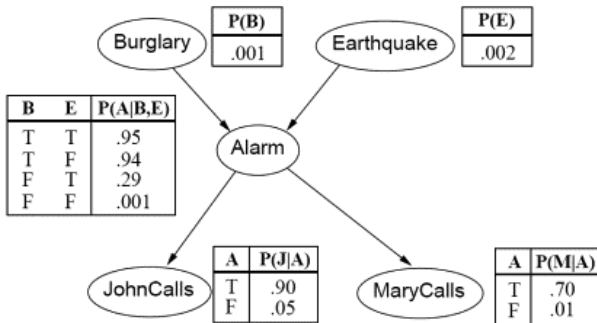 Burglary
P(B)
.001
Earthquake
P(E)
.002
B E P(A|B,E)
T T .95
T F .94
F T .29
F F .001
Alarm
JohnCalls
A P(J|A)
T .90
F .05
MaryCalls
A P(M|A)
T .70
F .01